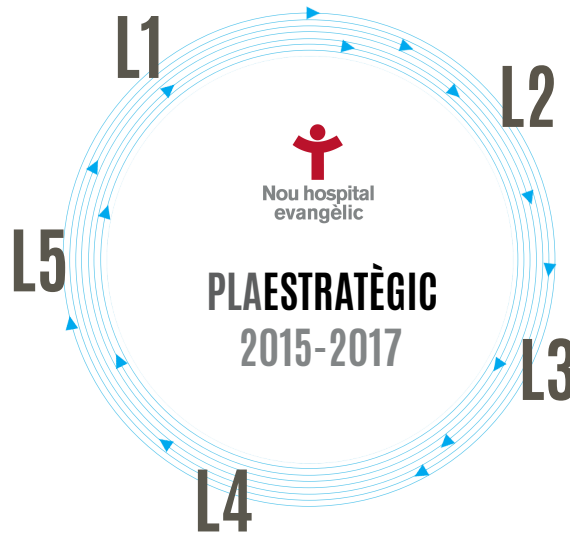 L1
L2
Nou hospital
evangèlic
L5
PLAESTRATÈGIC
2015-2017
L3
L4